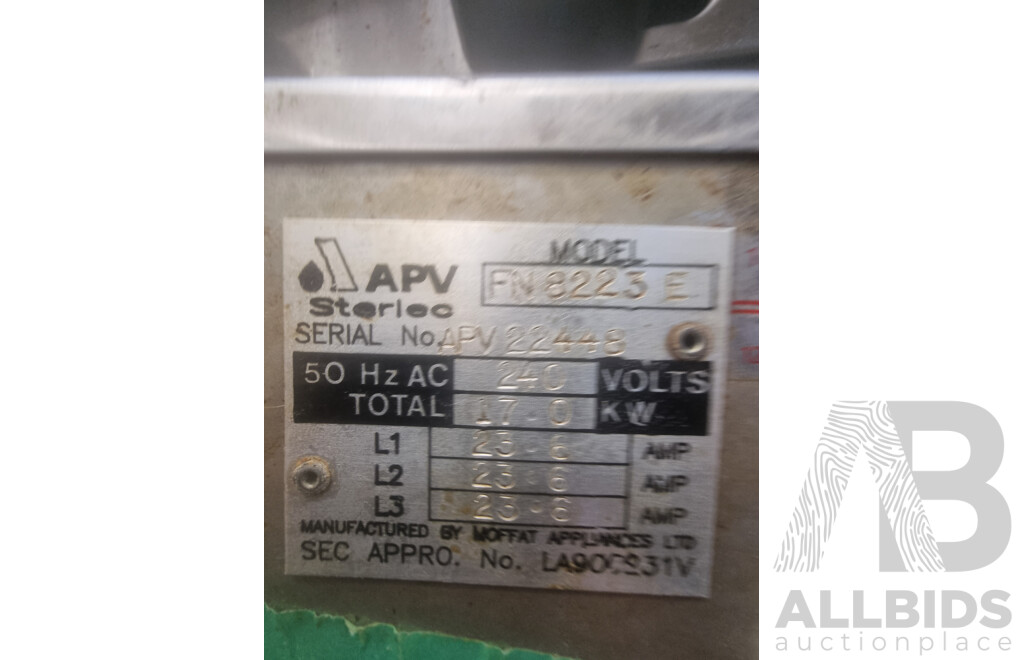 MODEL
APV FN 8223 E
Sterlec
SERIAL No. APV 22448
50 Hz AC 240 VOLTS
TOTAL 17.0 KW
L1 23.6 AMP
L2 23.6 AMP
L3 23.6 AMP
MANUFACTURED BY MOFFAT APPLIANCES LTD
SEC APPRO. No.
AB
ALLBIDS
auctionplace